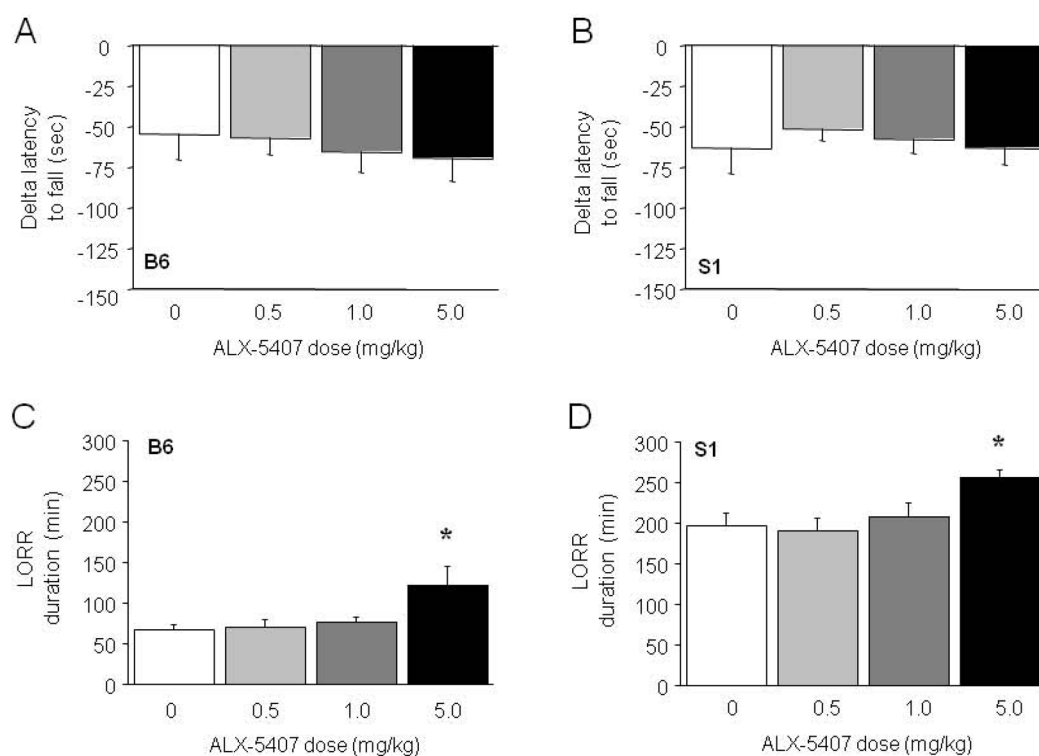 A
Delta latency
to fall (sec)
0
-25
-50
-75
-100
-125
-150
B6
0 0.5 1.0 5.0
ALX-5407 dose (mg/kg)
B
Delta latency
to fall (sec)
0
-25
-50
-75
-100
-125
-150
S1
0 0.5 1.0 5.0
ALX-5407 dose (mg/kg)
C
LORR
duration (min)
300
250
200
150
100
50
0
B6
*
0 0.5 1.0 5.0
ALX-5407 dose (mg/kg)
D
LORR
duration (min)
300
250
200
150
100
50
0
S1
*
0 0.5 1.0 5.0
ALX-5407 dose (mg/kg)